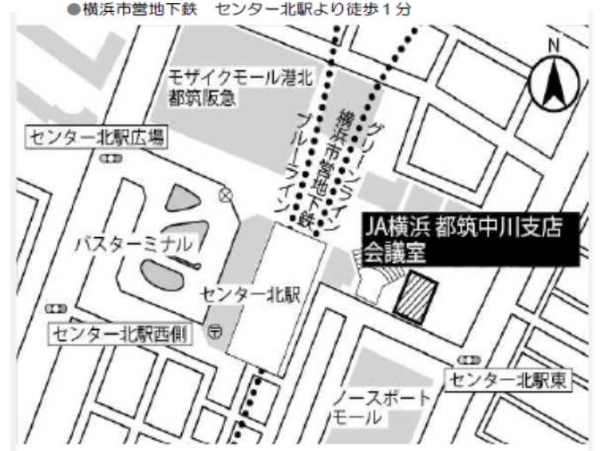 ●横浜市営地下鉄　センター北駅より徒歩１分
N
モザイクモール港北
都筑阪急
センター北駅広場
グリーンライン
横浜市営地下鉄
ブルーライン
JA横浜 都筑中川支店
会議室
バスターミナル
センター北駅
センター北駅西側
センター北駅東
ノースポート
モール